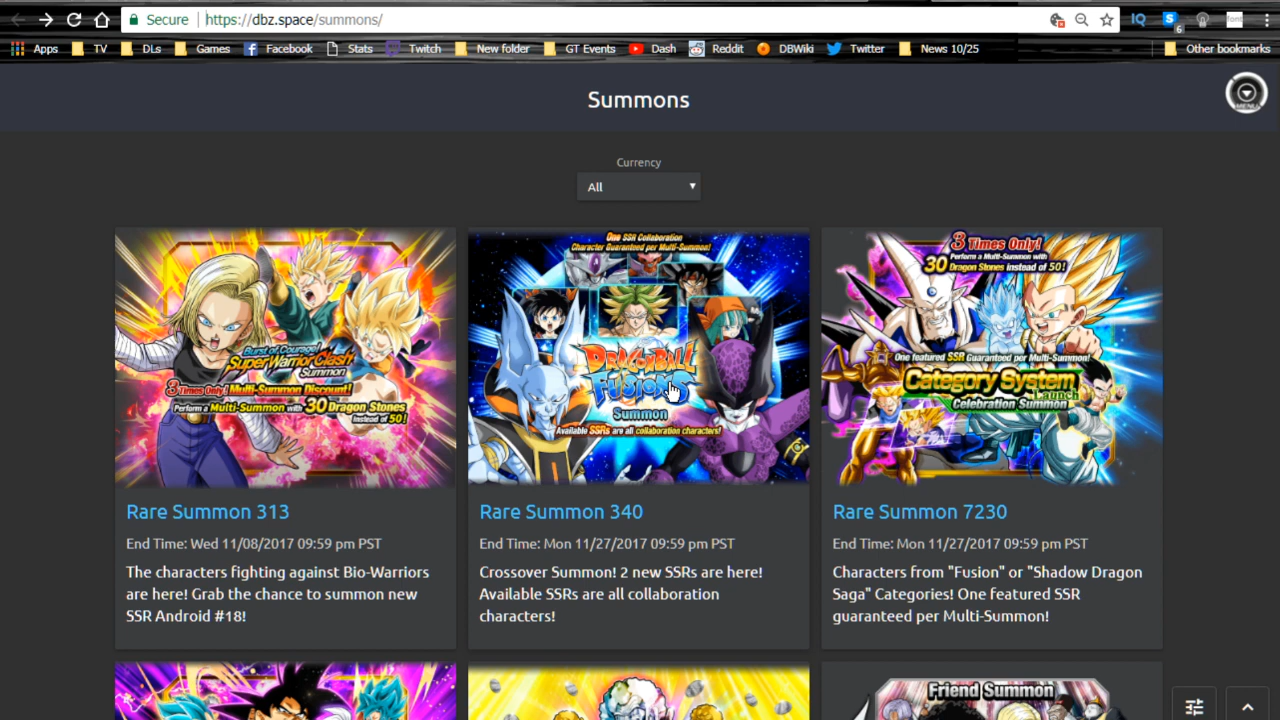 Secure | https://dbz.space/summons/
IQ
S
6
font
Apps TV DLs Games Facebook Stats Twitch New folder GT Events Dash Reddit DBWiki Twitter News 10/25 Other bookmarks
Summons
MENU
Currency
All
Burst of Courage!
Super Warrior Clash
Summon
3 Times Only! Multi-Summon Discount!
Perform a Multi-Summon with 30 Dragon Stones
instead of 50!
One SSR Collaboration
Character Guaranteed per Multi-Summon!
DRAGONBALL
FUSIONS
Summon
Available SSRs are all collaboration characters!
3 Times Only!
Perform a Multi-Summon with
30 Dragon Stones instead of 50!
One featured SSR Guaranteed per Multi-Summon!
Category System
Launch
Celebration Summon
Rare Summon 313
End Time: Wed 11/08/2017 09:59 pm PST
The characters fighting against Bio-Warriors
are here! Grab the chance to summon new
SSR Android #18!
Rare Summon 340
End Time: Mon 11/27/2017 09:59 pm PST
Crossover Summon! 2 new SSRs are here!
Available SSRs are all collaboration
characters!
Rare Summon 7230
End Time: Mon 11/27/2017 09:59 pm PST
Characters from "Fusion" or "Shadow Dragon
Saga" Categories! One featured SSR
guaranteed per Multi-Summon!
Friend Summon